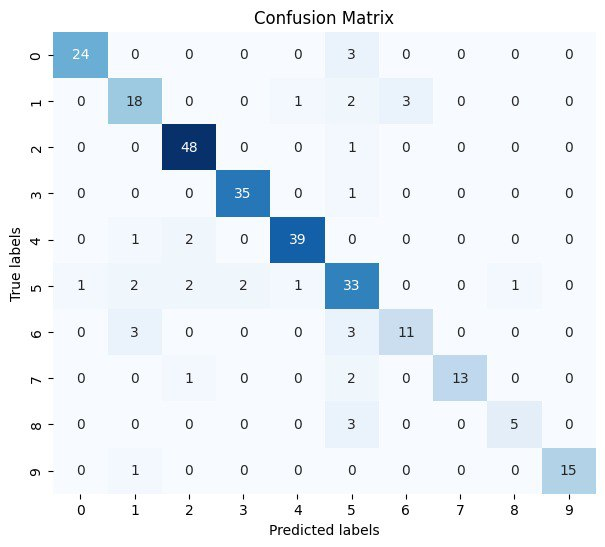 Confusion Matrix
0 24 0 0 0 0 3 0 0 0 0
1 0 18 0 0 1 2 3 0 0 0
2 0 0 48 0 0 1 0 0 0 0
3 0 0 0 35 0 1 0 0 0 0
4 0 1 2 0 39 0 0 0 0 0
5 1 2 2 2 1 33 0 0 1 0
6 0 3 0 0 0 3 11 0 0 0
7 0 0 1 0 0 2 0 13 0 0
8 0 0 0 0 0 3 0 0 5 0
9 0 1 0 0 0 0 0 0 0 15
True labels
0 1 2 3 4 5 6 7 8 9
Predicted labels